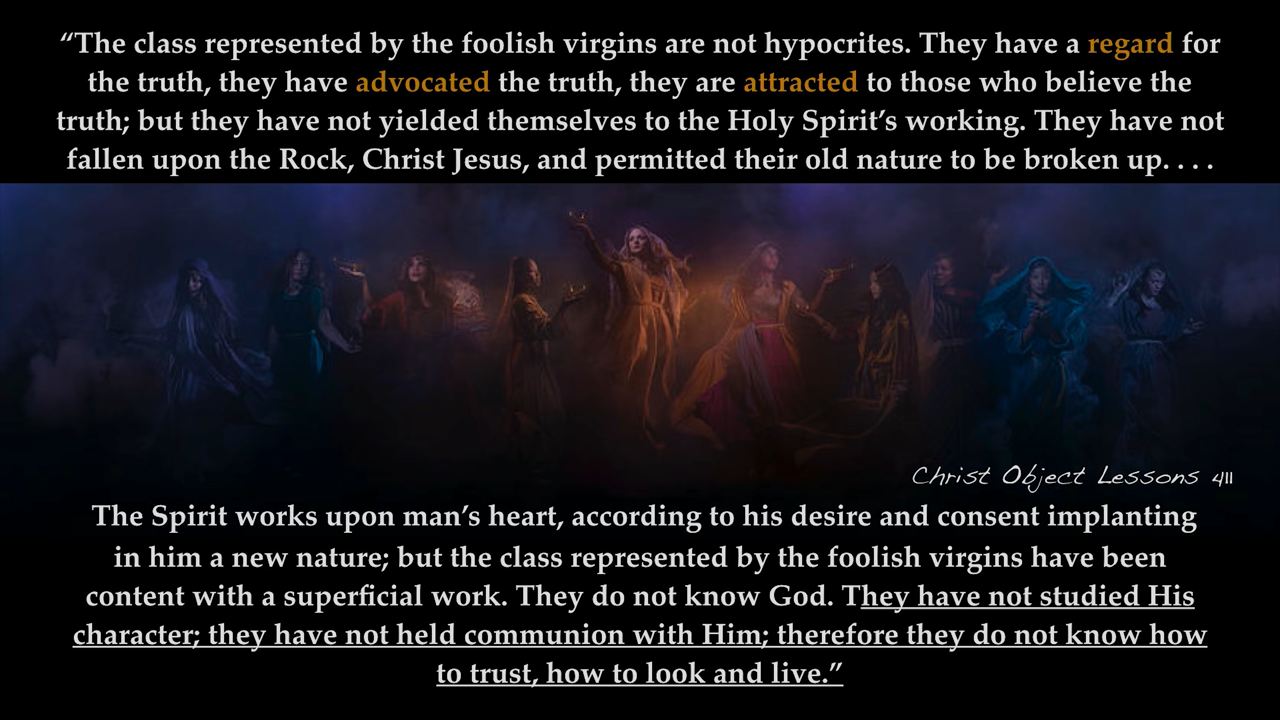 “The class represented by the foolish virgins are not hypocrites. They have a regard for
the truth, they have advocated the truth, they are attracted to those who believe the
truth; but they have not yielded themselves to the Holy Spirit’s working. They have not
fallen upon the Rock, Christ Jesus, and permitted their old nature to be broken up. . . .
Christ Object Lessons 411
The Spirit works upon man’s heart, according to his desire and consent implanting
in him a new nature; but the class represented by the foolish virgins have been
content with a superficial work. They do not know God. They have not studied His
character; they have not held communion with Him; therefore they do not know how
to trust, how to look and live.”